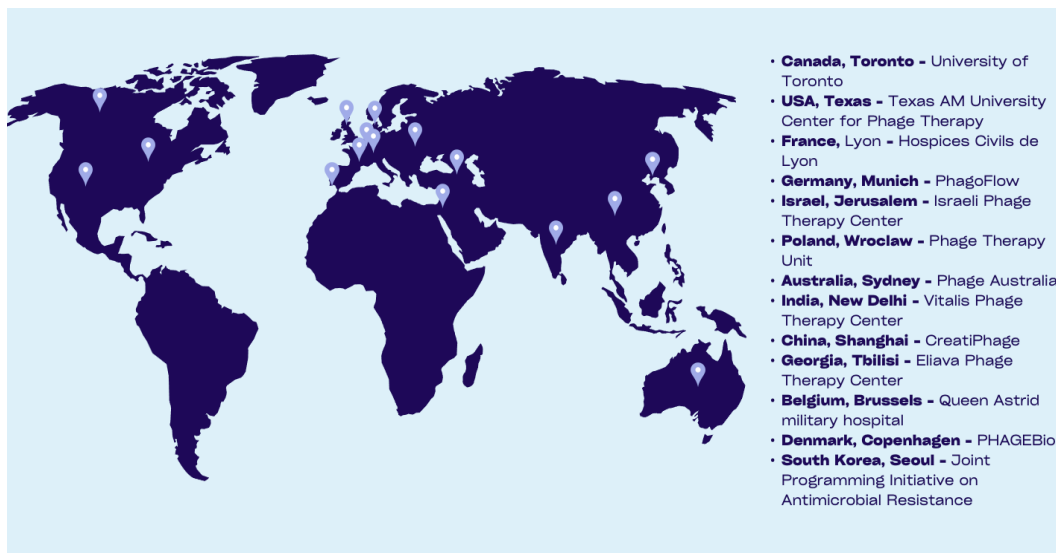 • Canada, Toronto - University of
Toronto
• USA, Texas - Texas AM University
Center for Phage Therapy
• France, Lyon - Hospices Civils de
Lyon
• Germany, Munich - PhagoFlow
• Israel, Jerusalem - Israeli Phage
Therapy Center
• Poland, Wroclaw - Phage Therapy
Unit
• Australia, Sydney - Phage Australia
• India, New Delhi - Vitalis Phage
Therapy Center
• China, Shanghai - CreatiPhage
• Georgia, Tbilisi - Eliava Phage
Therapy Center
• Belgium, Brussels - Queen Astrid
military hospital
• Denmark, Copenhagen - PHAGEBio
• South Korea, Seoul - Joint
Programming Initiative on
Antimicrobial Resistance